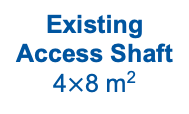 Existing
Access Shaft
4×8 m²